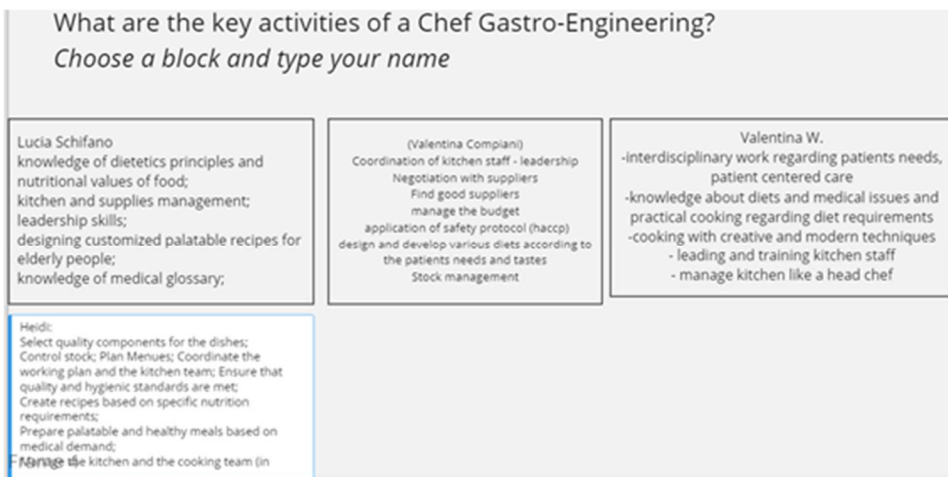 What are the key activities of a Chef Gastro-Engineering?
Choose a block and type your name
Lucia Schifano
knowledge of dietetics principles and
nutritional values of food;
kitchen and supplies management;
leadership skills;
designing customized palatable recipes for
elderly people;
knowledge of medical glossary;
(Valentina Compiani)
Coordination of kitchen staff - leadership
Negotiation with suppliers
Find good suppliers
manage the budget
application of safety protocol (haccp)
design and develop various diets according to
the patients needs and tastes
Stock management
Valentina W.
-interdisciplinary work regarding patients needs,
patient centered care
-knowledge about diets and medical issues and
practical cooking regarding diet requirements
-cooking with creative and modern techniques
- leading and training kitchen staff
- manage kitchen like a head chef
Heidi:
Select quality components for the dishes;
Control stock; Plan Menues; Coordinate the
working plan and the kitchen team; Ensure that
quality and hygienic standards are met;
Create recipes based on specific nutrition
requirements;
Prepare palatable and healthy meals based on
medical demand;
the kitchen and the cooking team (in